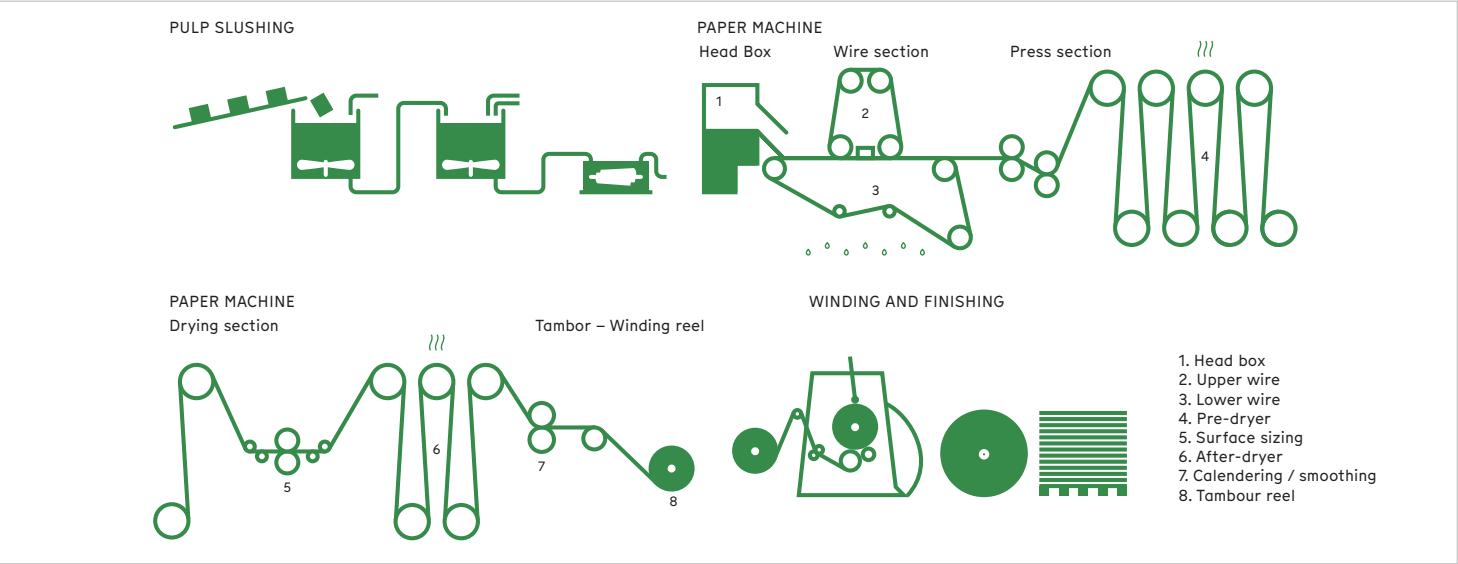 PULP SLUSHING
PAPER MACHINE
Head Box
Wire section
Press section
1
2
3
4
PAPER MACHINE
Drying section
Tambor – Winding reel
5
6
7
8
WINDING AND FINISHING
1. Head box
2. Upper wire
3. Lower wire
4. Pre-dryer
5. Surface sizing
6. After-dryer
7. Calendering / smoothing
8. Tambour reel